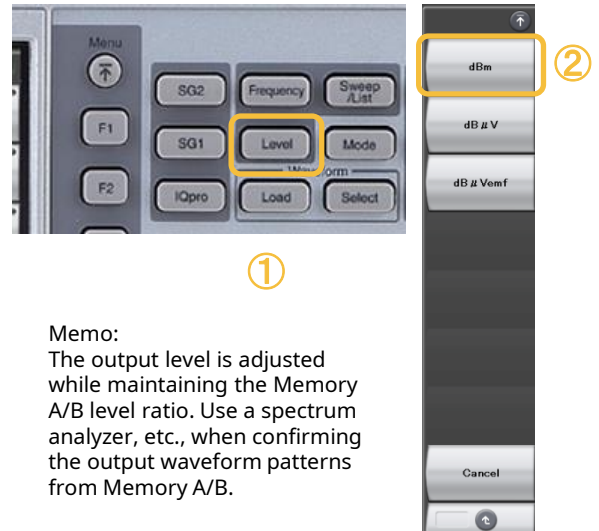 Menu
SG2
Frequency
Sweep
/List
F1
SG1
Level
Mode
Waveform
F2
IQpro
Load
Select
①
dBm
②
dBμV
dBμVemf
Cancel
Memo:
The output level is adjusted
while maintaining the Memory
A/B level ratio. Use a spectrum
analyzer, etc., when confirming
the output waveform patterns
from Memory A/B.